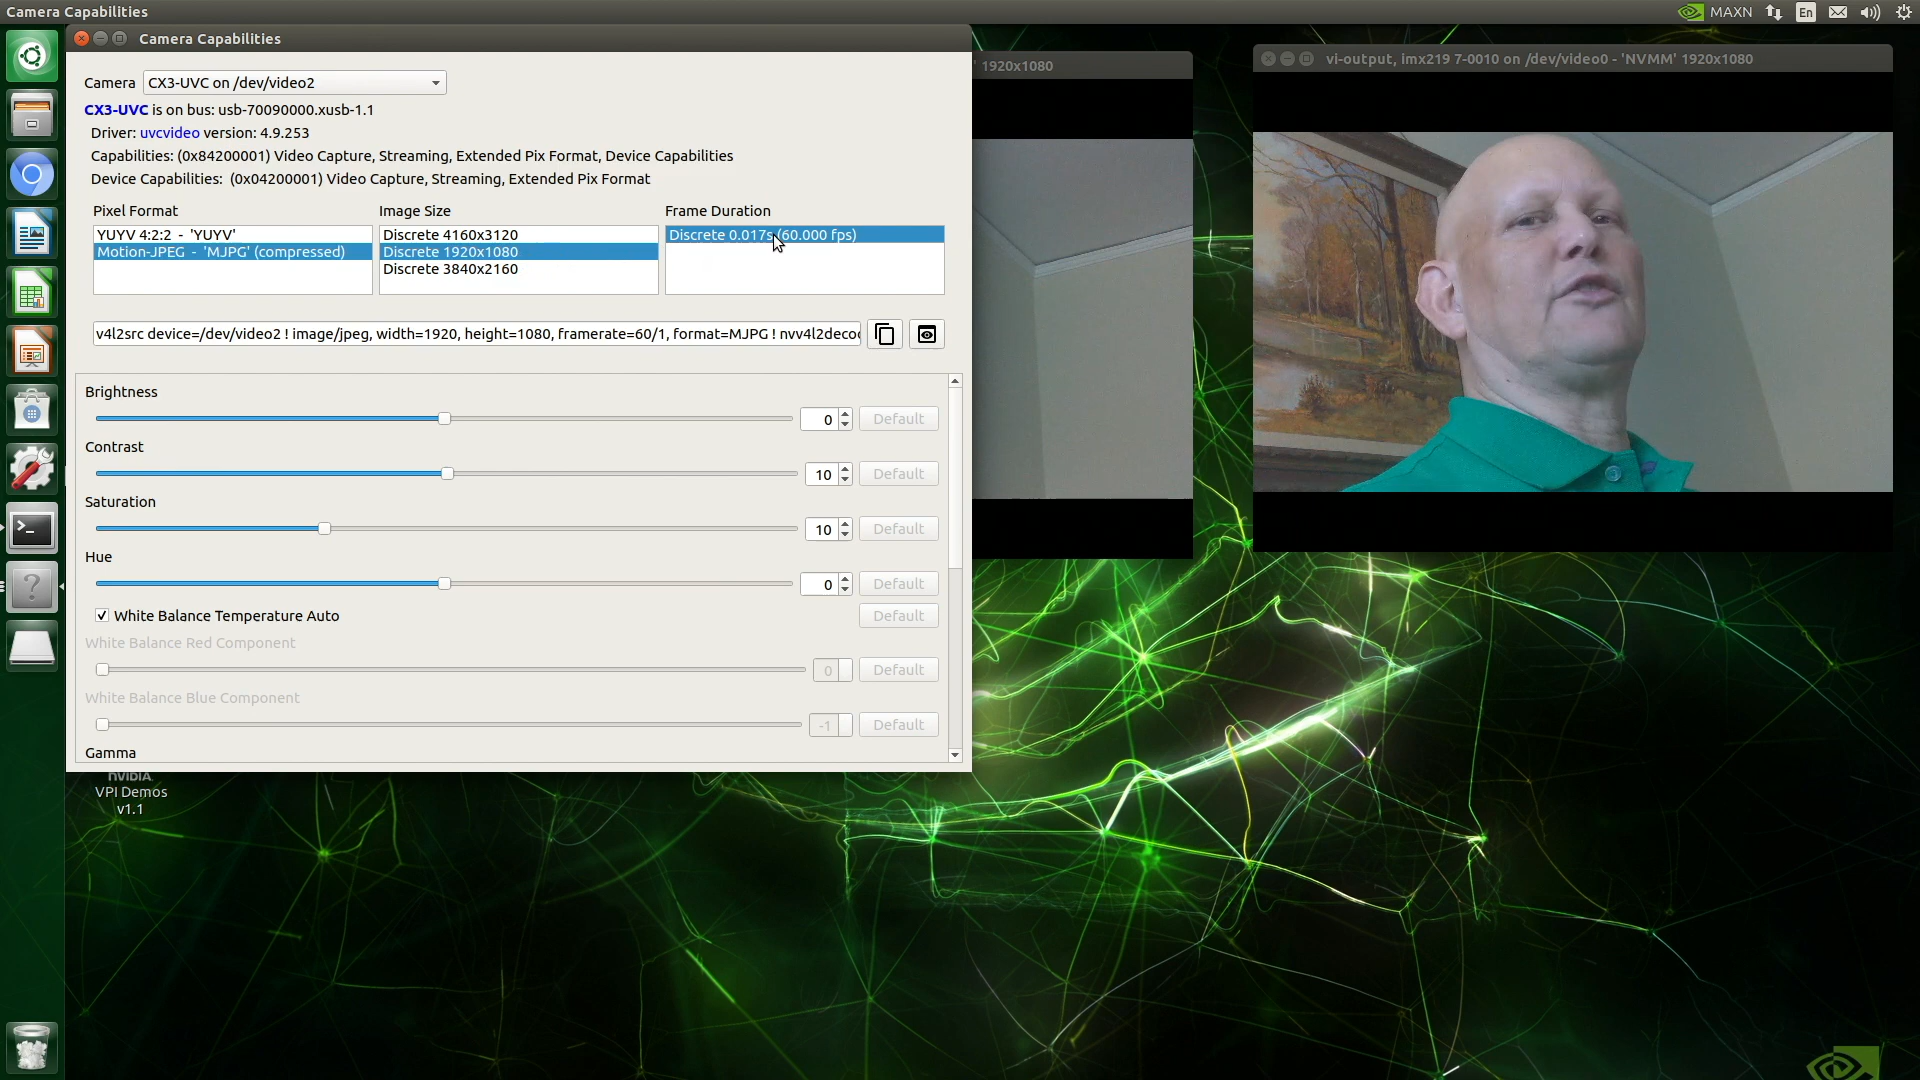 Camera Capabilities
MAXN
En
Camera Capabilities
' 1920x1080
vi-output, imx219 7-0010 on /dev/video0 - 'NVMM' 1920x1080
Camera CX3-UVC on /dev/video2
CX3-UVC is on bus: usb-70090000.xusb-1.1
Driver: uvcvideo version: 4.9.253
Capabilities: (0x84200001) Video Capture, Streaming, Extended Pix Format, Device Capabilities
Device Capabilities: (0x04200001) Video Capture, Streaming, Extended Pix Format
Pixel Format Image Size Frame Duration
YUYV 4:2:2 - 'YUYV' Discrete 4160x3120 Discrete 0.017s (60.000 fps)
Motion-JPEG - 'MJPG' (compressed) Discrete 1920x1080
Discrete 3840x2160
v4l2src device=/dev/video2 ! image/jpeg, width=1920, height=1080, framerate=60/1, format=MJPG ! nvv4l2deco
Brightness
0 Default
Contrast
10 Default
Saturation
10 Default
Hue
0 Default
White Balance Temperature Auto Default
White Balance Red Component
0 Default
White Balance Blue Component
-1 Default
Gamma
NVIDIA
VPI Demos
v1.1